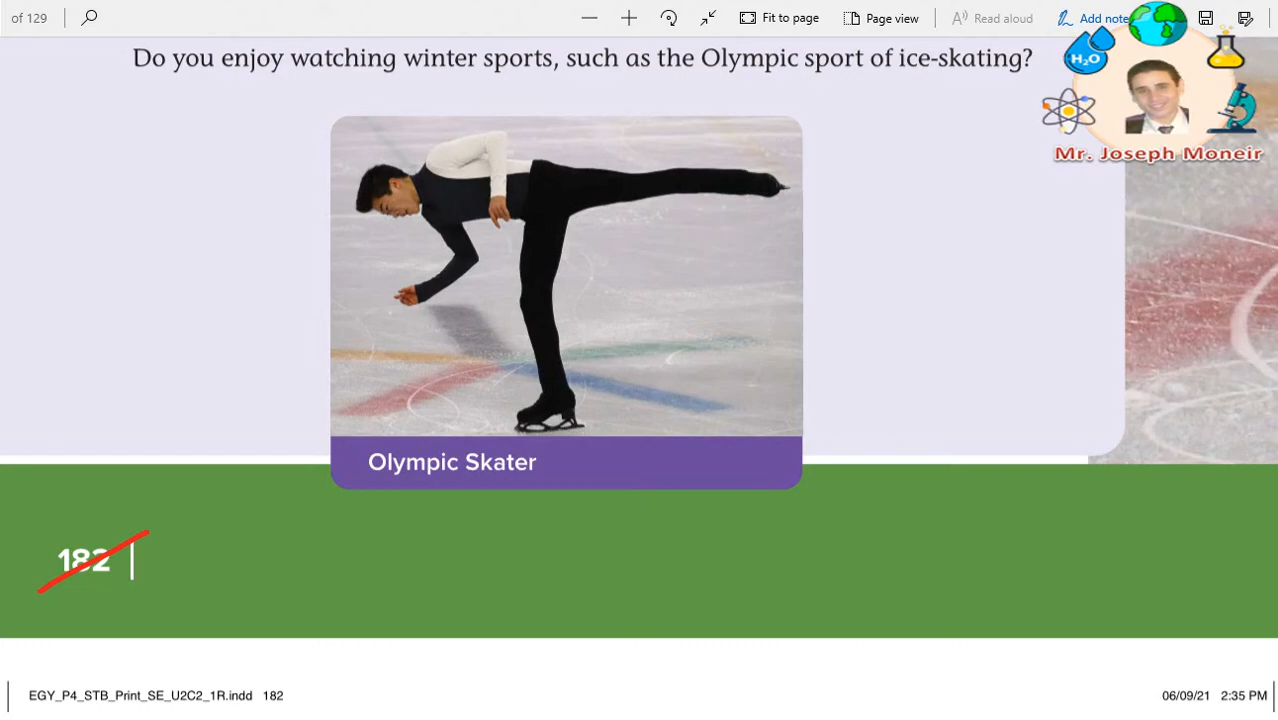 of 129
Fit to page
Page view
Read aloud
Add note
Do you enjoy watching winter sports, such as the Olympic sport of ice-skating?
H₂O
Mr. Joseph Moneir
Olympic Skater
182
EGY_P4_STB_Print_SE_U2C2_1R.indd 182
06/09/21 2:35 PM